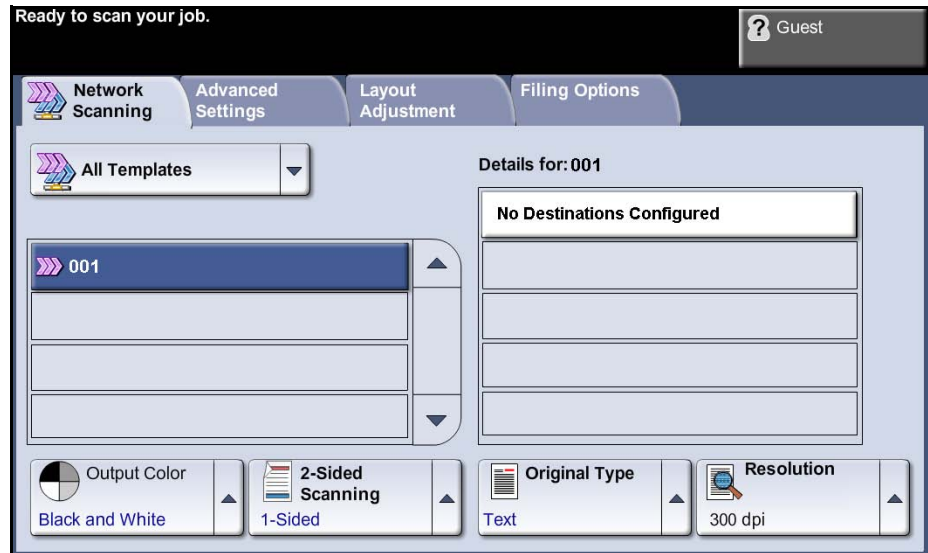 Ready to scan your job.
? Guest
Network
Scanning
Advanced
Settings
Layout
Adjustment
Filing Options
All Templates
Details for: 001
No Destinations Configured
001
Output Color
Black and White
2-Sided
Scanning
1-Sided
Original Type
Text
Resolution
300 dpi